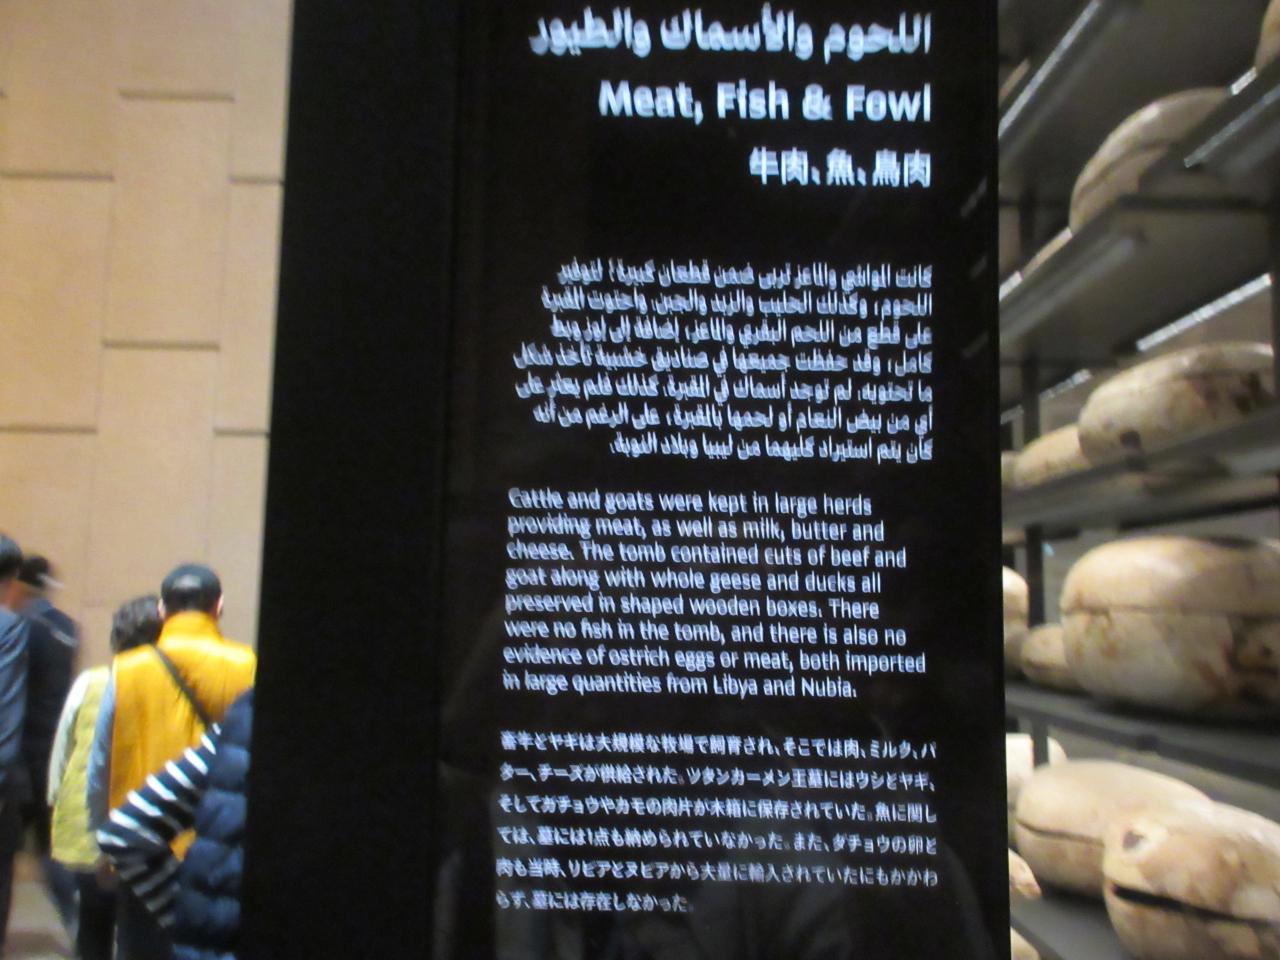 اللحوم والأسماك والطيور
Meat, Fish & Fowl
牛肉、魚、鳥肉
كانت المواشي والماعز تربى ضمن قطعان كبيرة؛ لتوفير
اللحوم، وكذلك الحليب والزبد والجبن. واحتوت المقبرة
على قطع من اللحم البقري والماعز، إضافة إلى إوز وبط
كامل، وقد حفظت جميعها في صناديق خشبية تأخذ شكل
ما تحتويه. لم توجد أسماك في المقبرة. كذلك فلم يعثر على
أي من بيض النعام أو لحمها بالمقبرة، على الرغم من أنه
كان يتم استيراد كليهما من ليبيا وبلاد النوبة.
Cattle and goats were kept in large herds
providing meat, as well as milk, butter and
cheese. The tomb contained cuts of beef and
goat along with whole geese and ducks all
preserved in shaped wooden boxes. There
were no fish in the tomb, and there is also no
evidence of ostrich eggs or meat, both imported
in large quantities from Libya and Nubia.
畜牛とヤギは大規模な牧場で飼育され、そこでは肉、ミルク、バ
ター、チーズが供給された。ツタンカーメン王墓にはウシとヤギ、
そしてガチョウやカモの肉片が木箱に保存されていた。魚に関し
ては、墓には1点も納められていなかった。また、ダチョウの卵と
肉も当時、リビアとヌビアから大量に輸入されていたにもかかわ
らず、墓には存在しなかった。